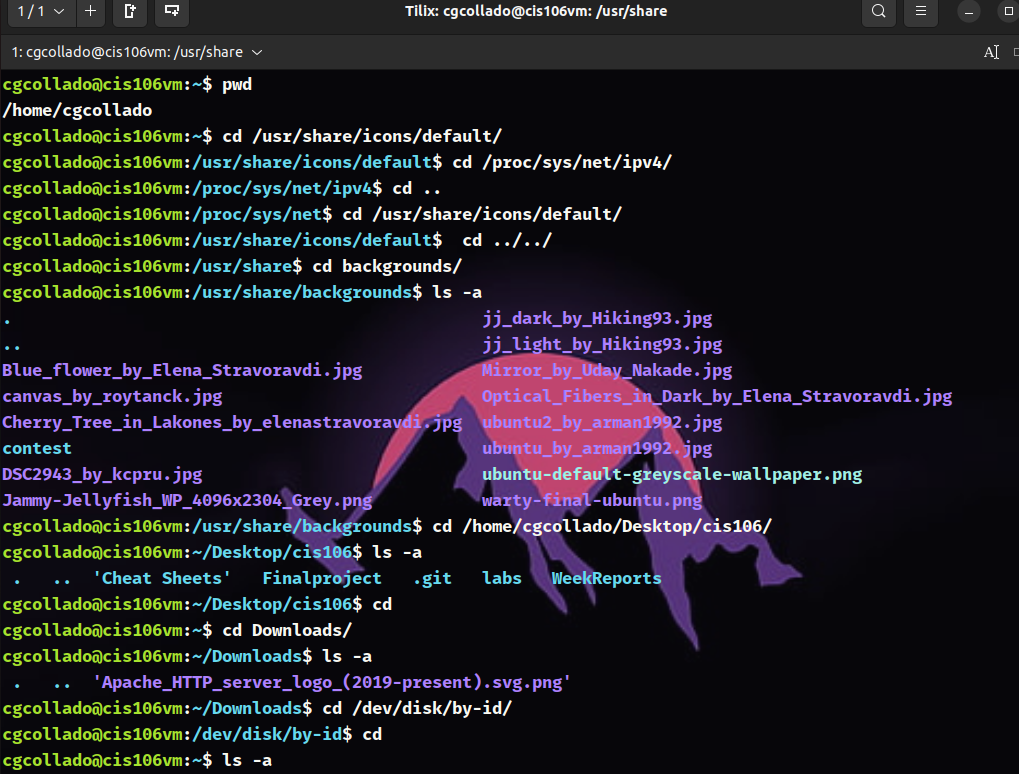 1 / 1
Tilix: cgcollado@cis106vm: /usr/share
1: cgcollado@cis106vm: /usr/share
cgcollado@cis106vm:~$ pwd
/home/cgcollado
cgcollado@cis106vm:~$ cd /usr/share/icons/default/
cgcollado@cis106vm:/usr/share/icons/default$ cd /proc/sys/net/ipv4/
cgcollado@cis106vm:/proc/sys/net/ipv4$ cd ..
cgcollado@cis106vm:/proc/sys/net$ cd /usr/share/icons/default/
cgcollado@cis106vm:/usr/share/icons/default$  cd ../../
cgcollado@cis106vm:/usr/share$ cd backgrounds/
cgcollado@cis106vm:/usr/share/backgrounds$ ls -a
. jj_dark_by_Hiking93.jpg
.. jj_light_by_Hiking93.jpg
Blue_flower_by_Elena_Stravoravdi.jpg Mirror_by_Uday_Nakade.jpg
canvas_by_roytanck.jpg Optical_Fibers_in_Dark_by_Elena_Stravoravdi.jpg
Cherry_Tree_in_Lakones_by_elenastravoravdi.jpg ubuntu2_by_arman1992.jpg
contest ubuntu_by_arman1992.jpg
DSC2943_by_kcpru.jpg ubuntu-default-greyscale-wallpaper.png
Jammy-Jellyfish_WP_4096x2304_Grey.png warty-final-ubuntu.png
cgcollado@cis106vm:/usr/share/backgrounds$ cd /home/cgcollado/Desktop/cis106/
cgcollado@cis106vm:~/Desktop/cis106$ ls -a
. .. 'Cheat Sheets' Finalproject .git labs WeekReports
cgcollado@cis106vm:~/Desktop/cis106$ cd
cgcollado@cis106vm:~$ cd Downloads/
cgcollado@cis106vm:~/Downloads$ ls -a
. .. 'Apache_HTTP_server_logo_(2019-present).svg.png'
cgcollado@cis106vm:~/Downloads$ cd /dev/disk/by-id/
cgcollado@cis106vm:/dev/disk/by-id$ cd
cgcollado@cis106vm:~$ ls -a